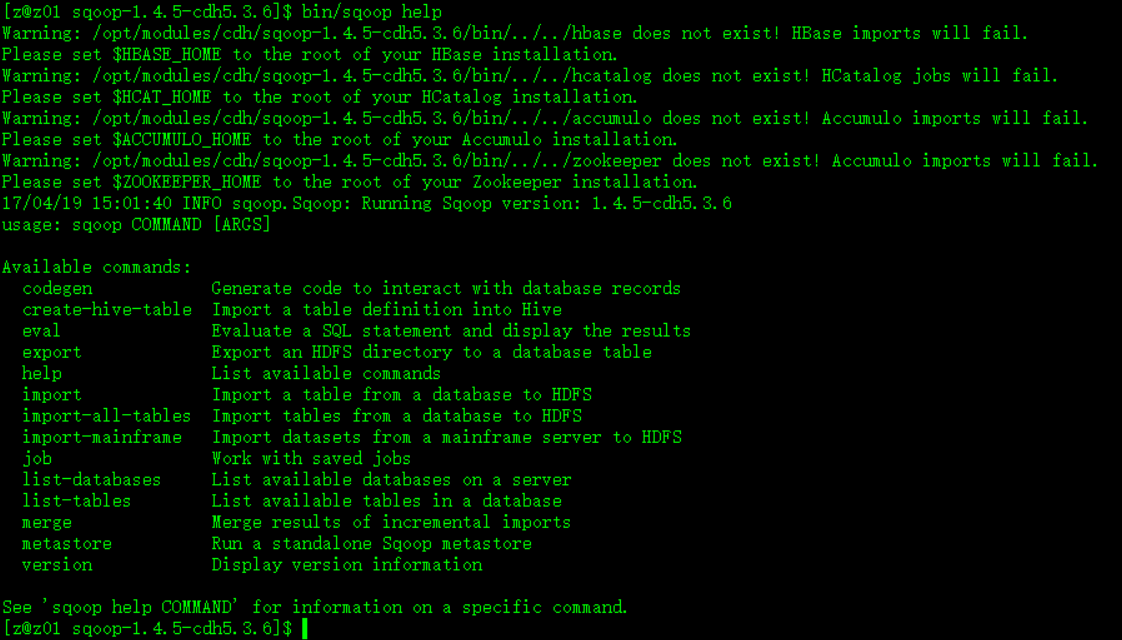 [z@z01 sqoop-1.4.5-cdh5.3.6]$ bin/sqoop help
Warning: /opt/modules/cdh/sqoop-1.4.5-cdh5.3.6/bin/../../hbase does not exist! HBase imports will fail.
Please set $HBASE_HOME to the root of your HBase installation.
Warning: /opt/modules/cdh/sqoop-1.4.5-cdh5.3.6/bin/../../hcatalog does not exist! HCatalog jobs will fail.
Please set $HCAT_HOME to the root of your HCatalog installation.
Warning: /opt/modules/cdh/sqoop-1.4.5-cdh5.3.6/bin/../../accumulo does not exist! Accumulo imports will fail.
Please set $ACCUMULO_HOME to the root of your Accumulo installation.
Warning: /opt/modules/cdh/sqoop-1.4.5-cdh5.3.6/bin/../../zookeeper does not exist! Accumulo imports will fail.
Please set $ZOOKEEPER_HOME to the root of your Zookeeper installation.
17/04/19 15:01:40 INFO sqoop.Sqoop: Running Sqoop version: 1.4.5-cdh5.3.6
usage: sqoop COMMAND [ARGS]

Available commands:
  codegen            Generate code to interact with database records
  create-hive-table  Import a table definition into Hive
  eval               Evaluate a SQL statement and display the results
  export             Export an HDFS directory to a database table
  help               List available commands
  import             Import a table from a database to HDFS
  import-all-tables  Import tables from a database to HDFS
  import-mainframe   Import datasets from a mainframe server to HDFS
  job                Work with saved jobs
  list-databases     List available databases on a server
  list-tables        List available tables in a database
  merge              Merge results of incremental imports
  metastore          Run a standalone Sqoop metastore
  version            Display version information

See 'sqoop help COMMAND' for information on a specific command.
[z@z01 sqoop-1.4.5-cdh5.3.6]$